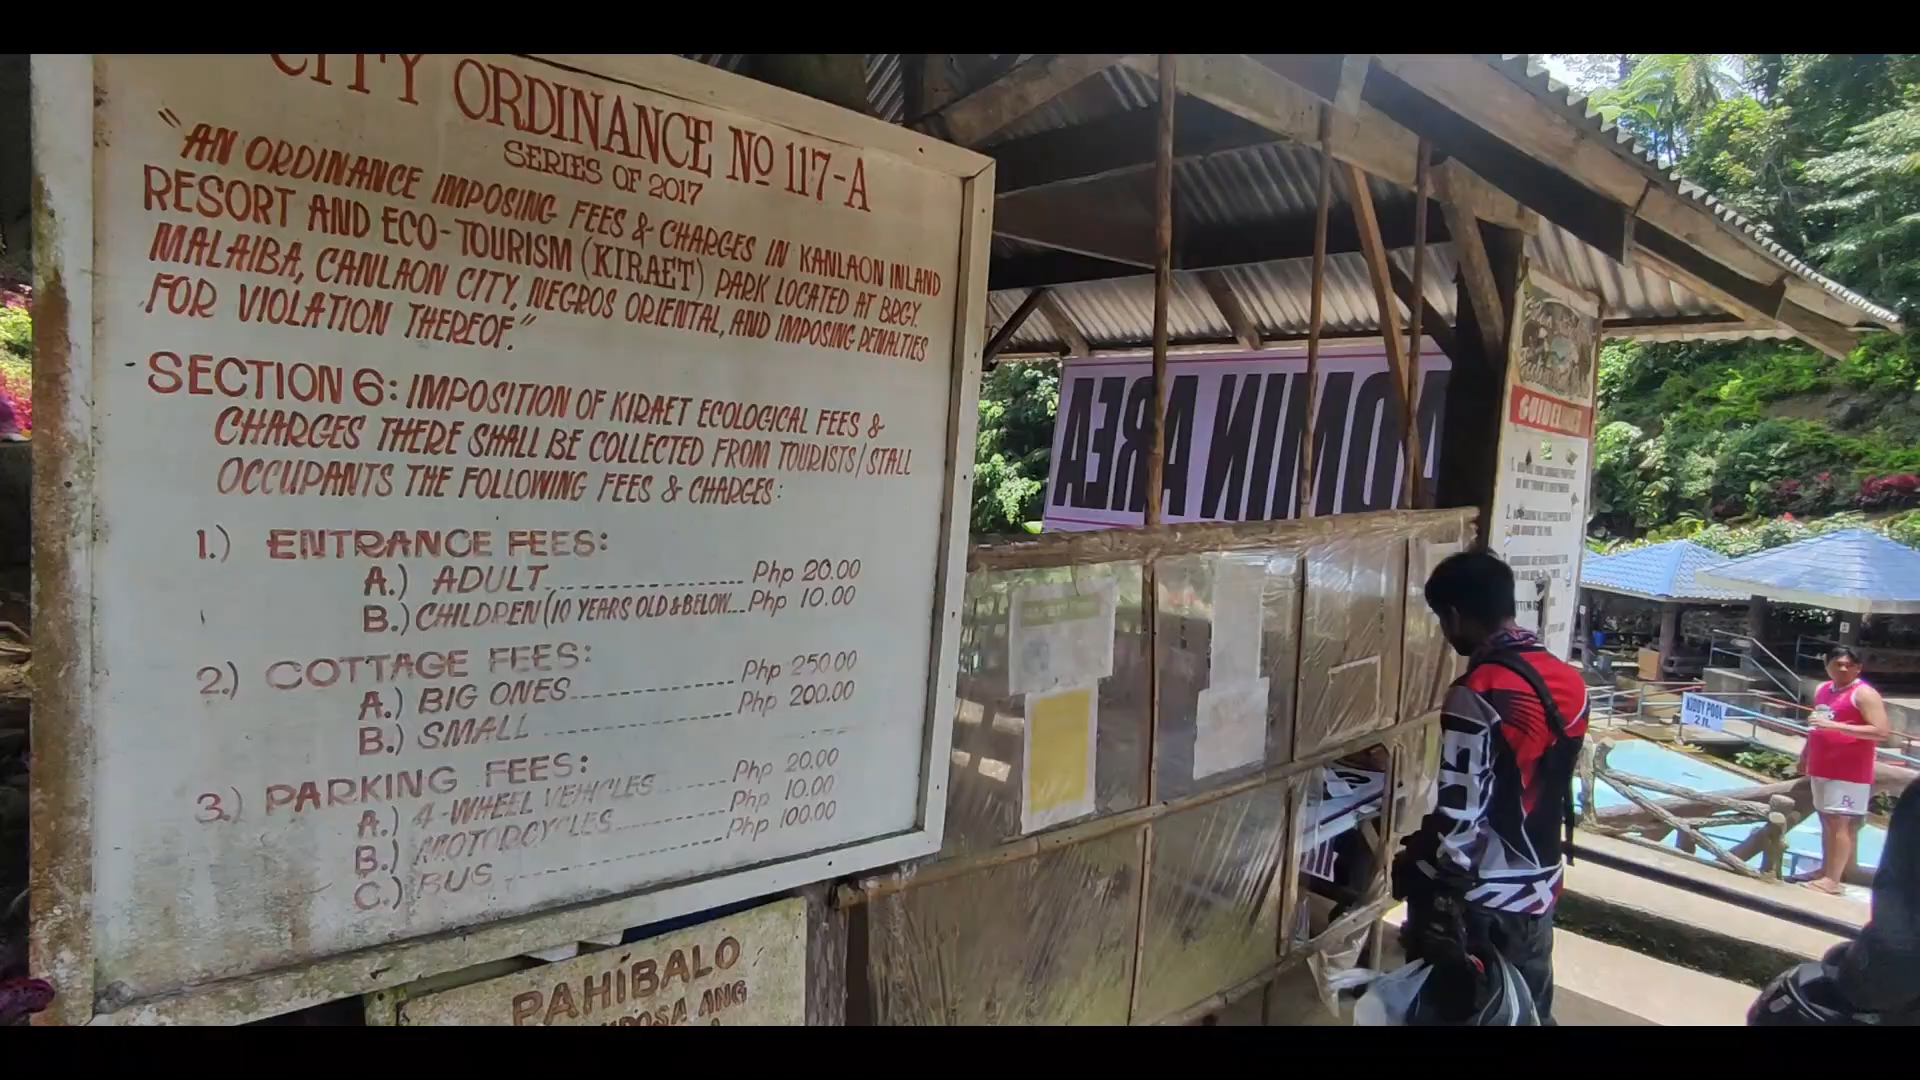 CITY ORDINANCE Nº 117-A
SERIES OF 2017
"AN ORDINANCE IMPOSING FEES & CHARGES IN KANLAON INLAND
RESORT AND ECO-TOURISM (KIRAET) PARK LOCATED AT BRGY.
MALAIBA, CANLAON CITY, NEGROS ORIENTAL, AND IMPOSING PENALTIES
FOR VIOLATION THEREOF."
SECTION 6: IMPOSITION OF KIRAET ECOLOGICAL FEES &
CHARGES THERE SHALL BE COLLECTED FROM TOURISTS/STALL
OCCUPANTS THE FOLLOWING FEES & CHARGES:
1.) ENTRANCE FEES:
A.) ADULT................... Php 20.00
B.) CHILDREN (10 YEARS OLD & BELOW... Php 10.00
2.) COTTAGE FEES:
A.) BIG ONES------------------- Php 250.00
B.) SMALL ------------------- Php 200.00
3.) PARKING FEES:
A.) 4-WHEEL VEHICLES------- Php 20.00
B.) MOTORCYCLES----------- Php 10.00
C.) BUS ------------------- Php 100.00
PAHIBALO
ANG
ADMIN AREA
GUIDELINES
KIDDY POOL
2 ft.